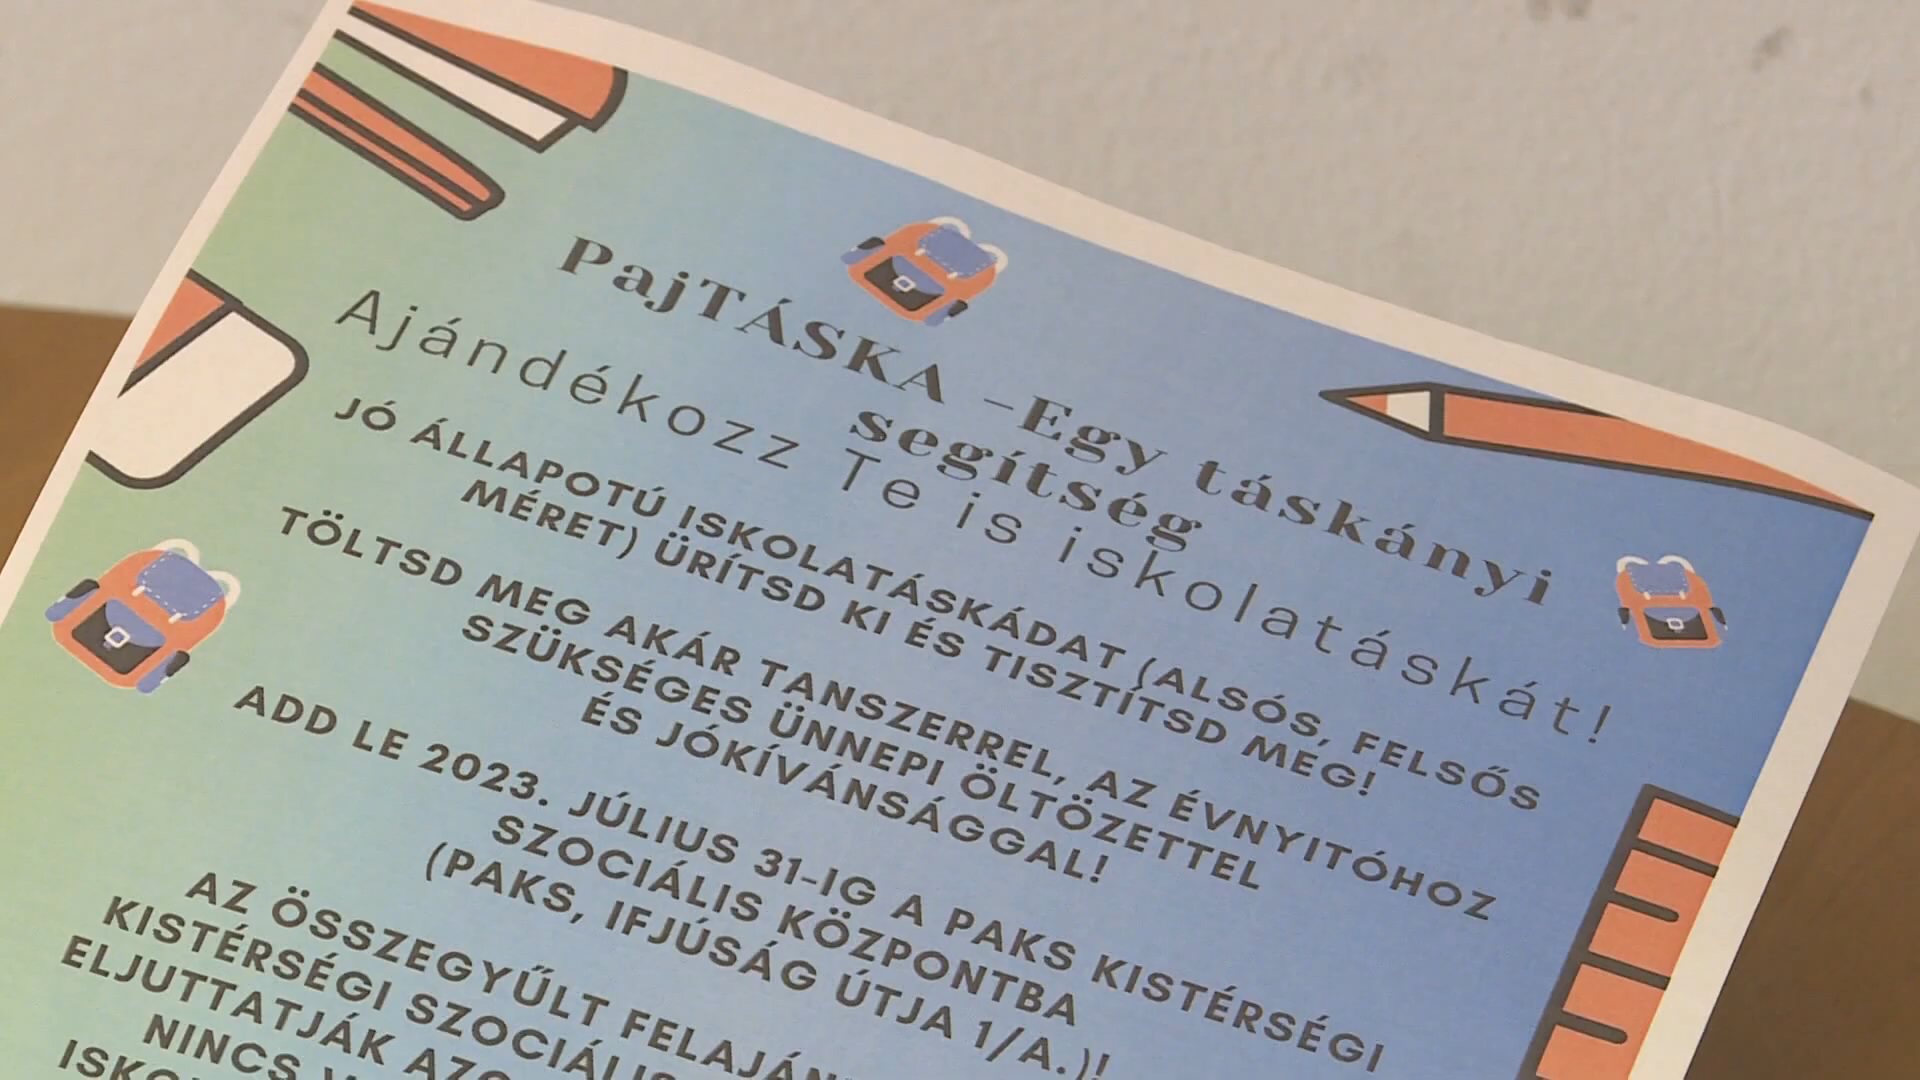 PajTÁSKA –Egy táskányi
segítség
Ajándékozz Te is iskolatáskát!
JÓ ÁLLAPOTÚ ISKOLATÁSKÁDAT (ALSÓS, FELSŐS
MÉRET) ÜRÍTSD KI ÉS TISZTÍTSD MEG!
TÖLTSD MEG AKÁR TANSZERREL, AZ ÉVNYITÓHOZ
SZÜKSÉGES ÜNNEPI ÖLTÖZETTEL
ÉS JÓKÍVÁNSÁGGAL!
ADD LE 2023. JÚLIUS 31-IG A PAKS KISTÉRSÉGI
SZOCIÁLIS KÖZPONTBA
(PAKS, IFJÚSÁG ÚTJA 1/A.)!
AZ ÖSSZEGYŰLT
KISTÉRSÉGI
ELJUTTATJÁK
NINCS